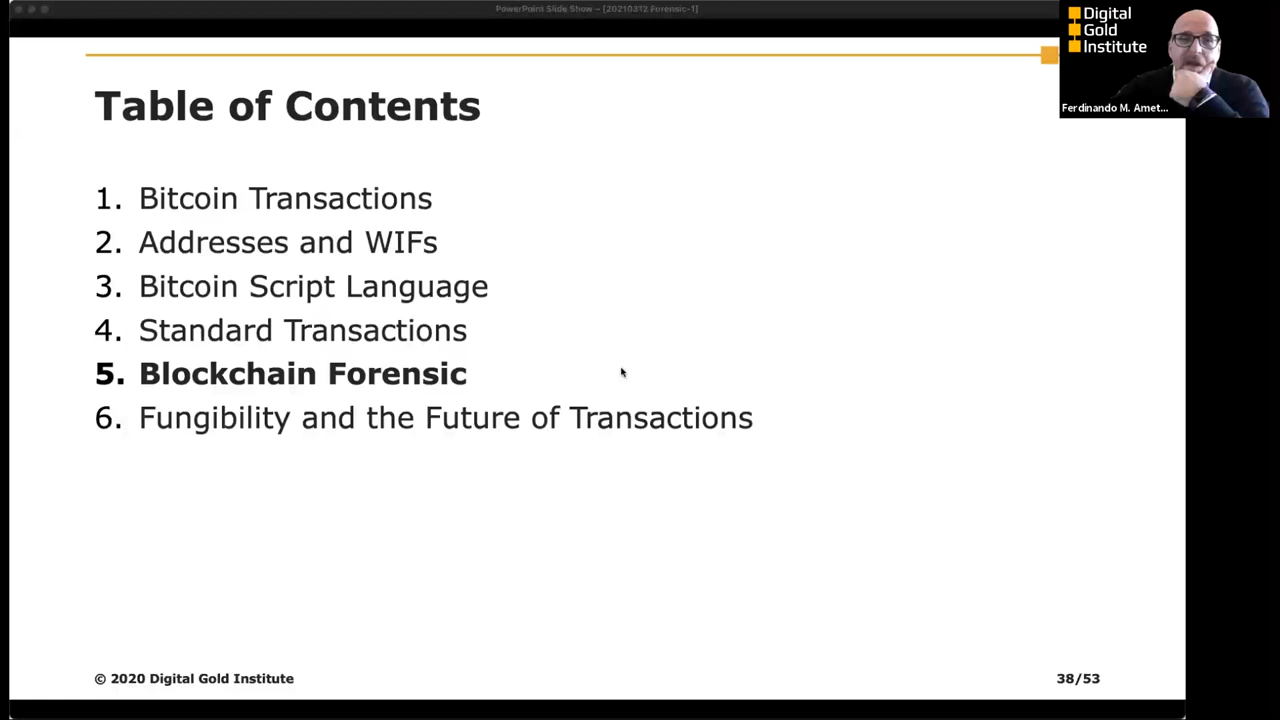 PowerPoint Slide Show – [20210312 Forensic-1]
Digital
Gold
Institute
Ferdinando M. Amet...
Table of Contents
1. Bitcoin Transactions
2. Addresses and WIFs
3. Bitcoin Script Language
4. Standard Transactions
5. Blockchain Forensic
6. Fungibility and the Future of Transactions
© 2020 Digital Gold Institute
38/53